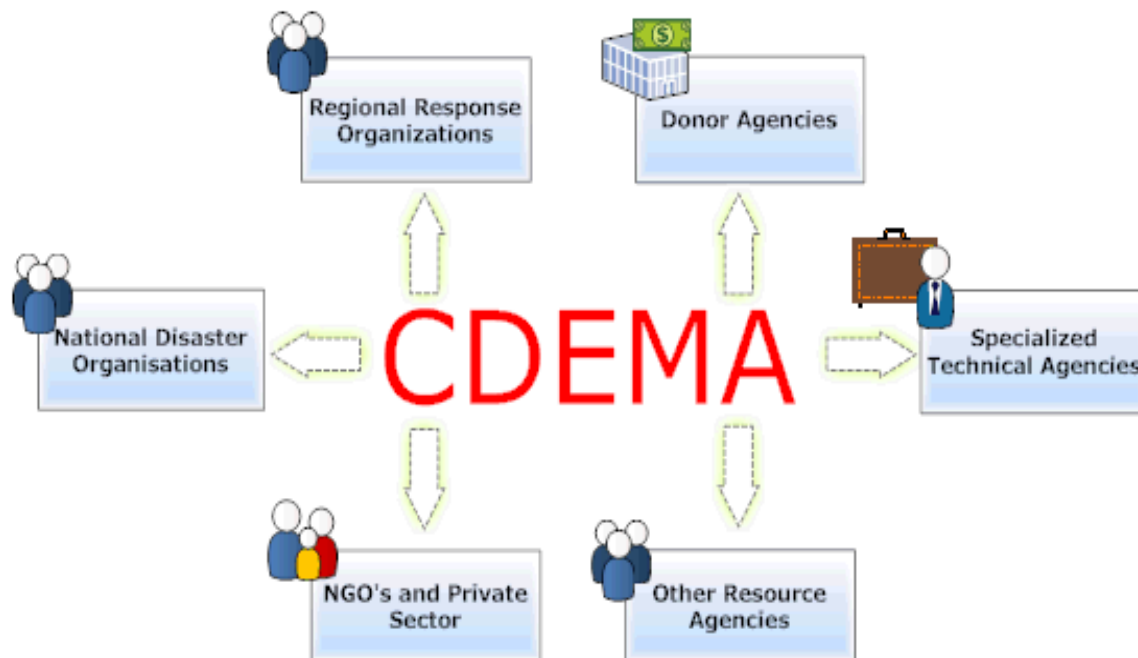 Regional Response
Organizations
Donor Agencies
$
National Disaster
Organisations
CDEMA
Specialized
Technical Agencies
NGO's and Private
Sector
Other Resource
Agencies